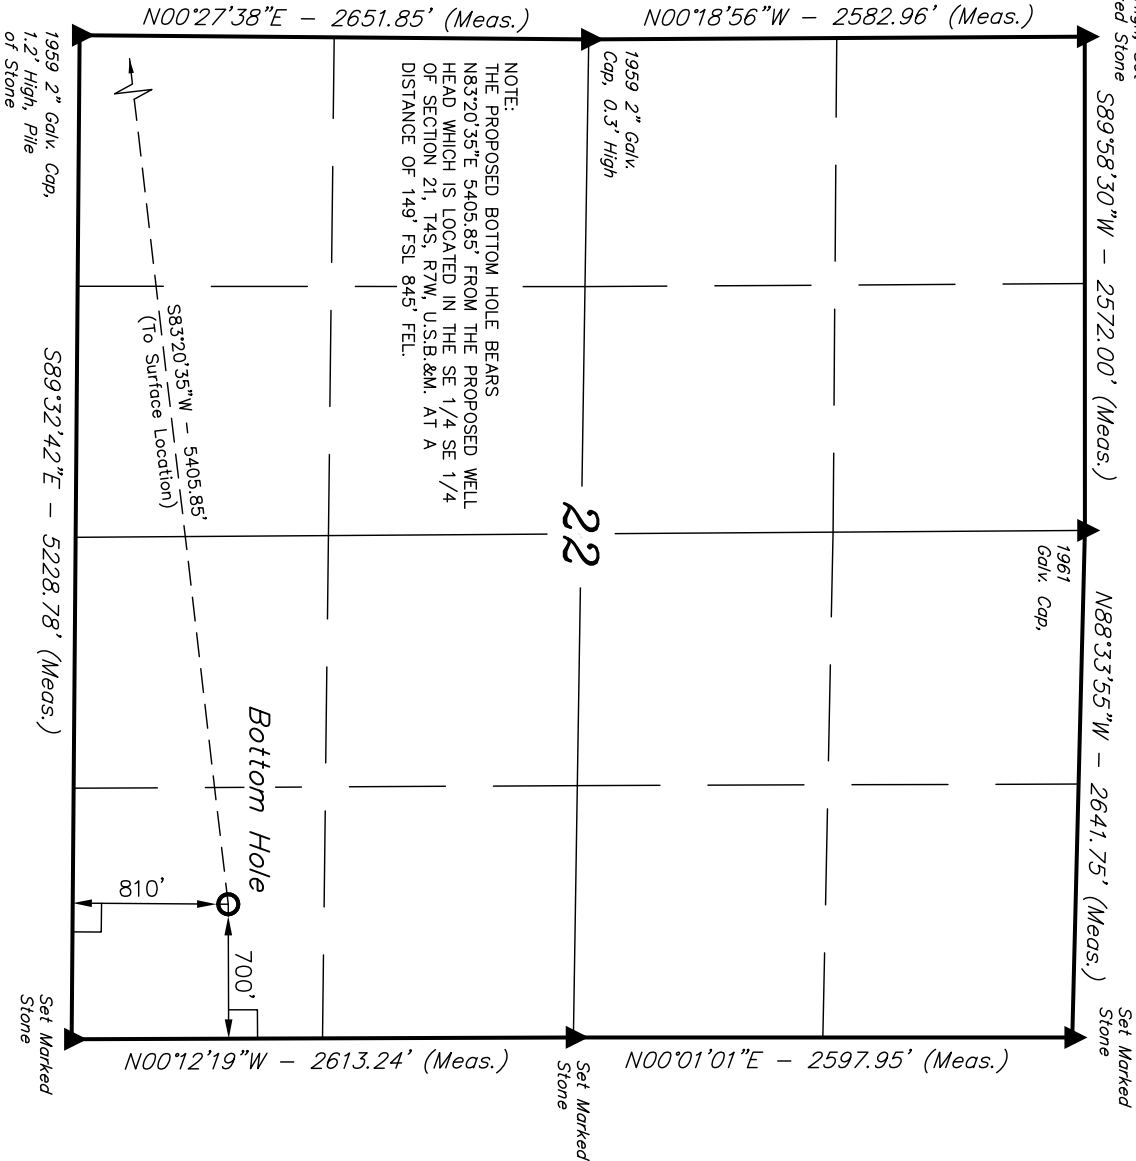 N00°27'38"E - 2651.85' (Meas.)
N00°18'56"W - 2582.96' (Meas.)
ed Stone
S89°58'30"W - 2572.00' (Meas.)
1961
Galv. Cap,
N88°33'55"W - 2641.75' (Meas.)
Set Marked
Stone
1959 2" Galv.
Cap, 0.3' High
NOTE:
THE PROPOSED BOTTOM HOLE BEARS
N83°20'35"E 5405.85' FROM THE PROPOSED WELL
HEAD WHICH IS LOCATED IN THE SE 1/4 SE 1/4
OF SECTION 21, T4S, R7W, U.S.B.&M. AT A
DISTANCE OF 149' FSL 845' FEL.
22
S83°20'35"W - 5405.85'
(To Surface Location)
Bottom Hole
810'
700'
1959 2" Galv. Cap,
1.2' High, Pile
of Stone
S89°32'42"E - 5228.78' (Meas.)
Set Marked
Stone
N00°12'19"W - 2613.24' (Meas.)
Set Marked
Stone
N00°01'01"E - 2597.95' (Meas.)